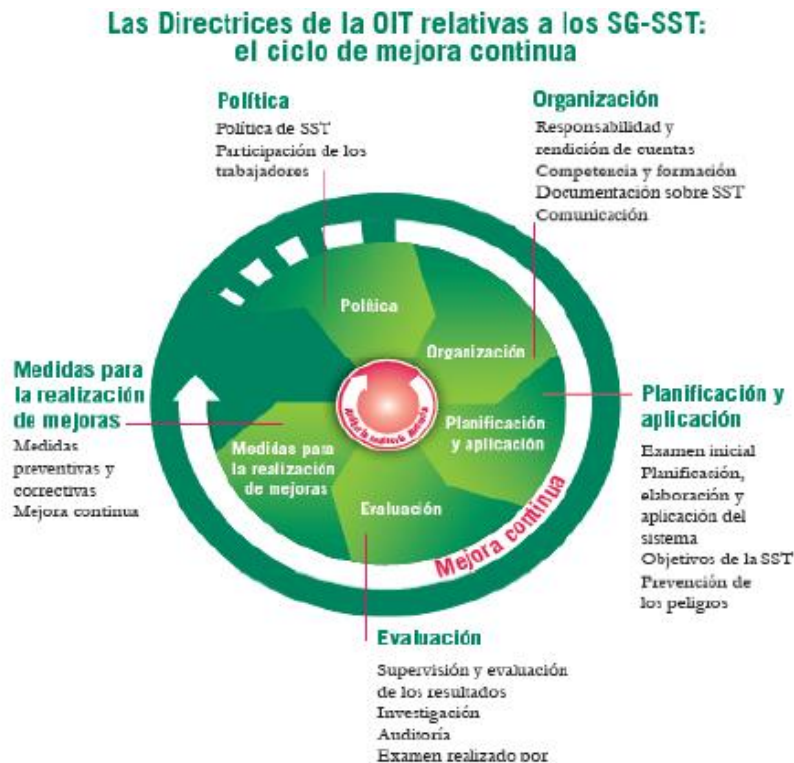 Las Directrices de la OIT relativas a los SG-SST:
el ciclo de mejora continua
Política
Política de SST
Participación de los
trabajadores
Organización
Responsabilidad y
rendición de cuentas
Competencia y formación
Documentación sobre SST
Comunicación
Política
Organización
Planificación
y aplicación
Evaluación
Medidas para
la realización
de mejoras
Mejora continua
Medidas para
la realización
de mejoras
Medidas
preventivas y
correctivas
Mejora continua
Planificación y
aplicación
Examen inicial
Planificación,
elaboración y
aplicación del
sistema
Objetivos de la SST
Prevención de
los peligros
Evaluación
Supervisión y evaluación
de los resultados
Investigación
Auditoría
Examen realizado por